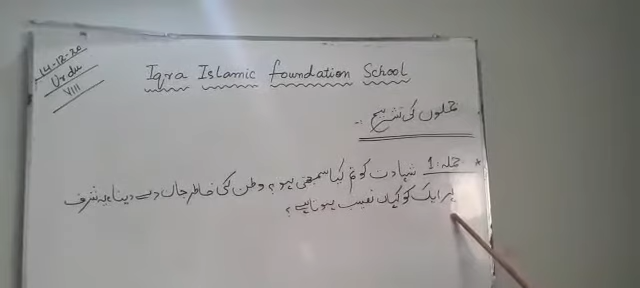 14-12-20
Urdu
VIII
Iqra Islamic foundation School
جملوں کی تشریح :-
* جملہ 1: شہادت کو تم کیا سمجھتی ہو؟ وطن کی خاطر جان دے دینا، یہ شرف
ہر ایک کو کہاں نصیب ہوتا ہے؟